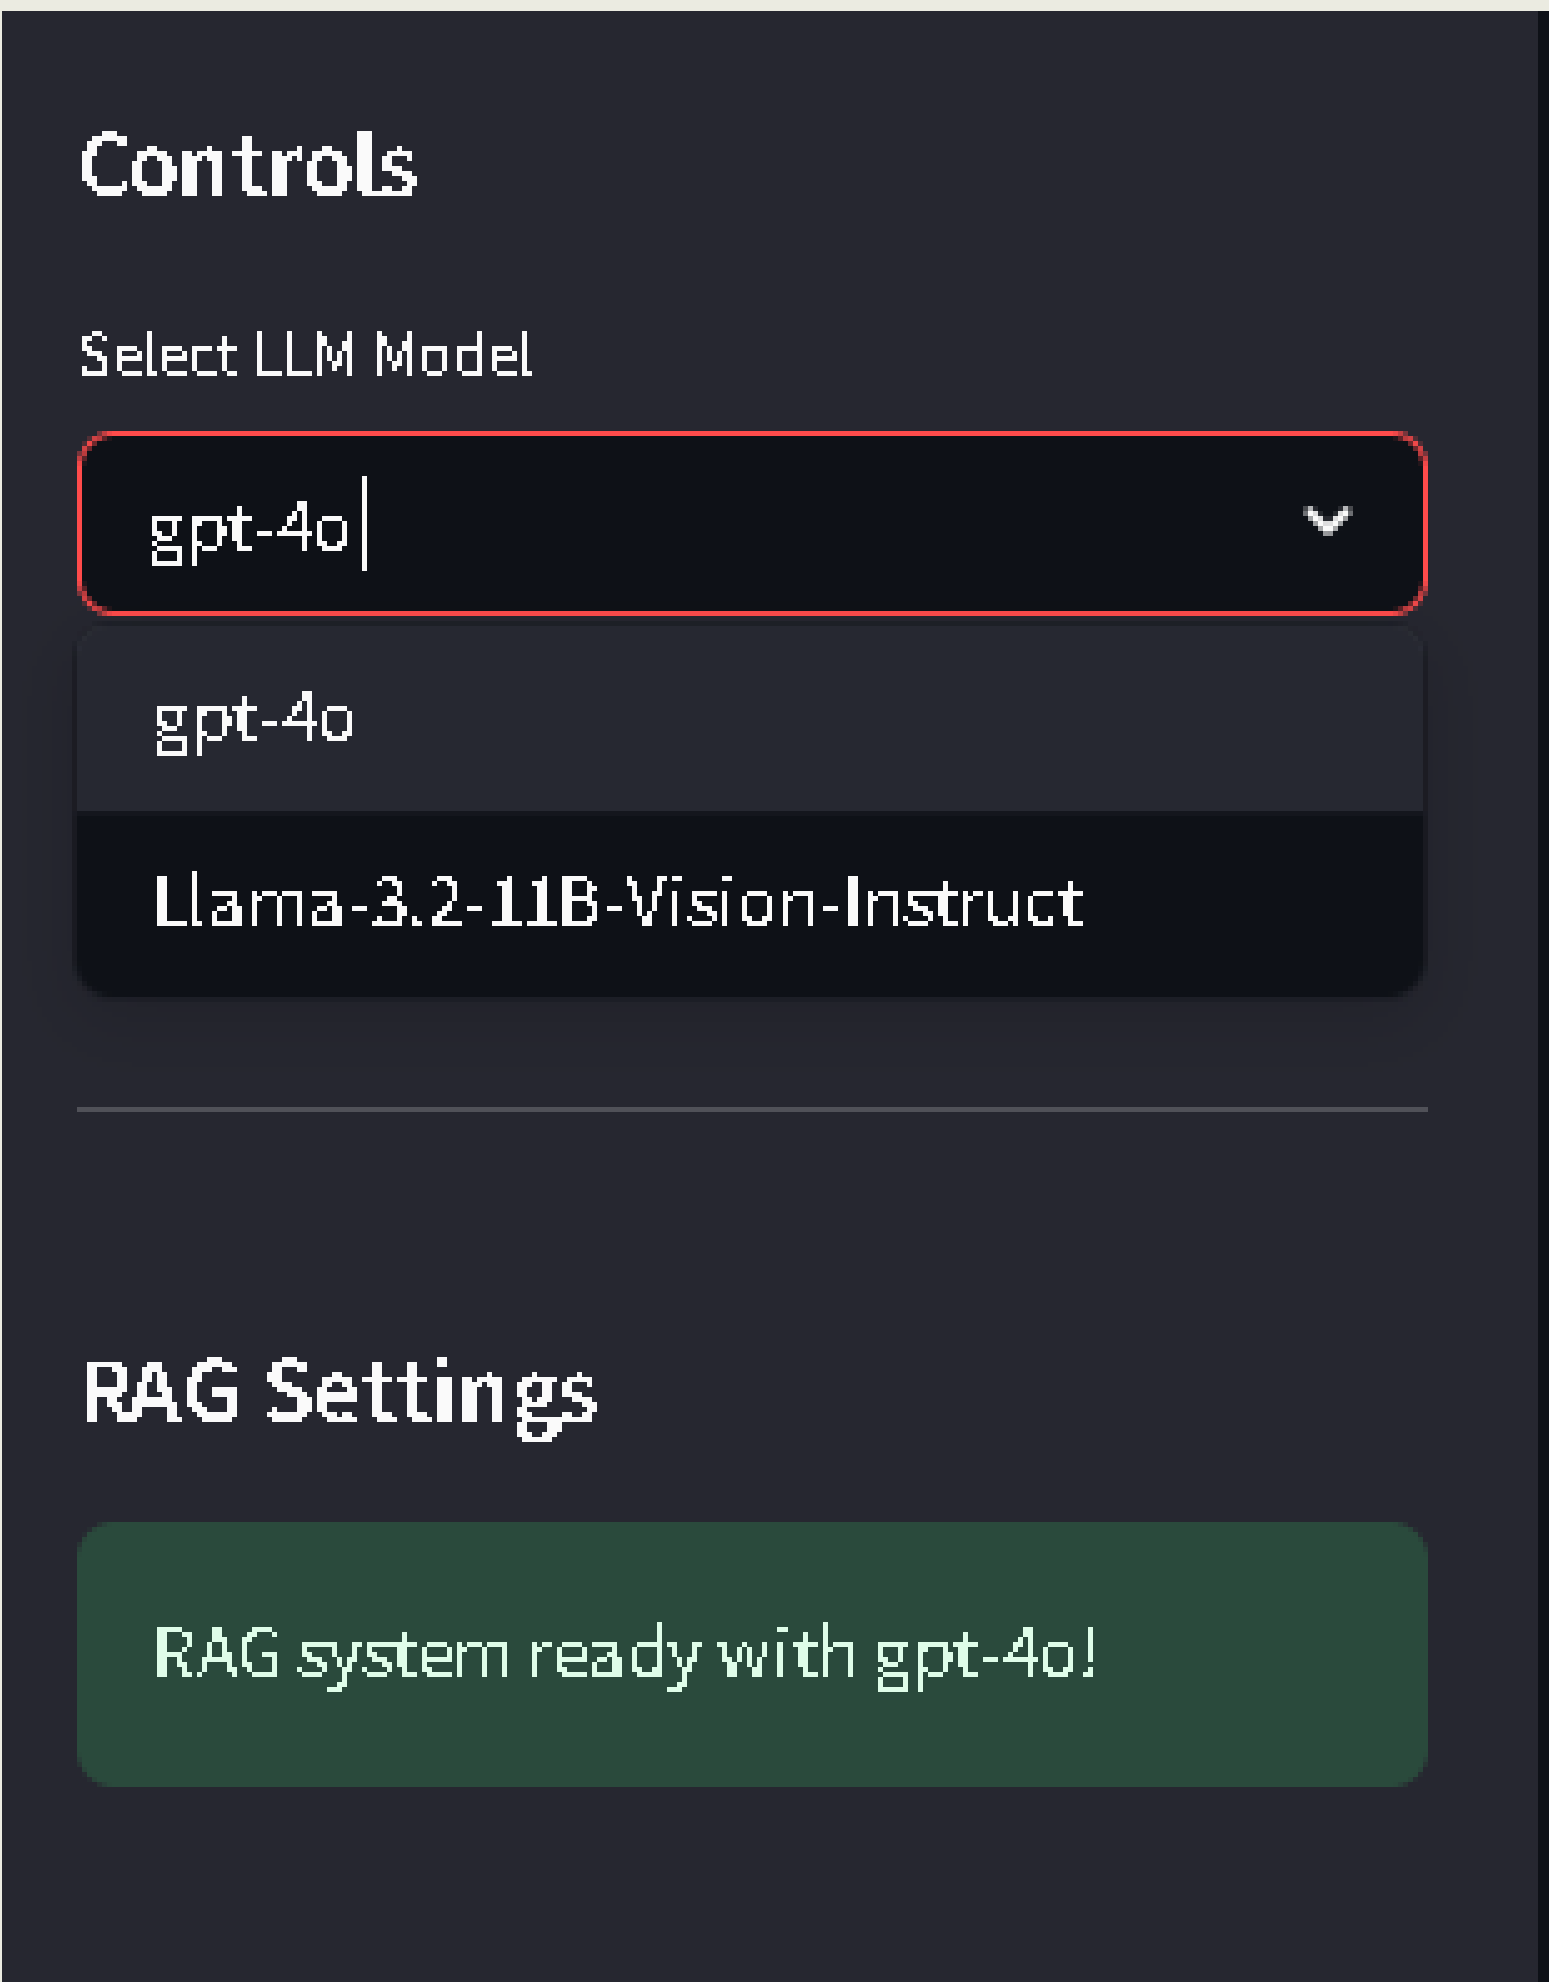 Controls
Select LLM Model
gpt-4o
gpt-4o
Llama-3.2-11B-Vision-Instruct
RAG Settings
RAG system ready with gpt-4o!